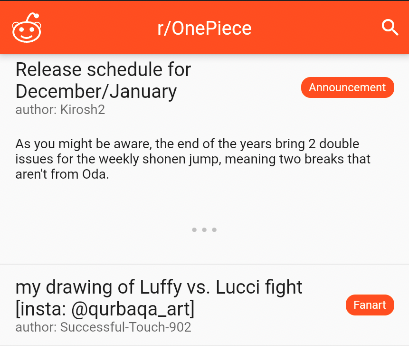 r/OnePiece
Release schedule for
December/January
Announcement
author: Kirosh2
As you might be aware, the end of the years bring 2 double
issues for the weekly shonen jump, meaning two breaks that
aren't from Oda.
my drawing of Luffy vs. Lucci fight
[insta: @qurbaqa_art]
Fanart
author: Successful-Touch-902